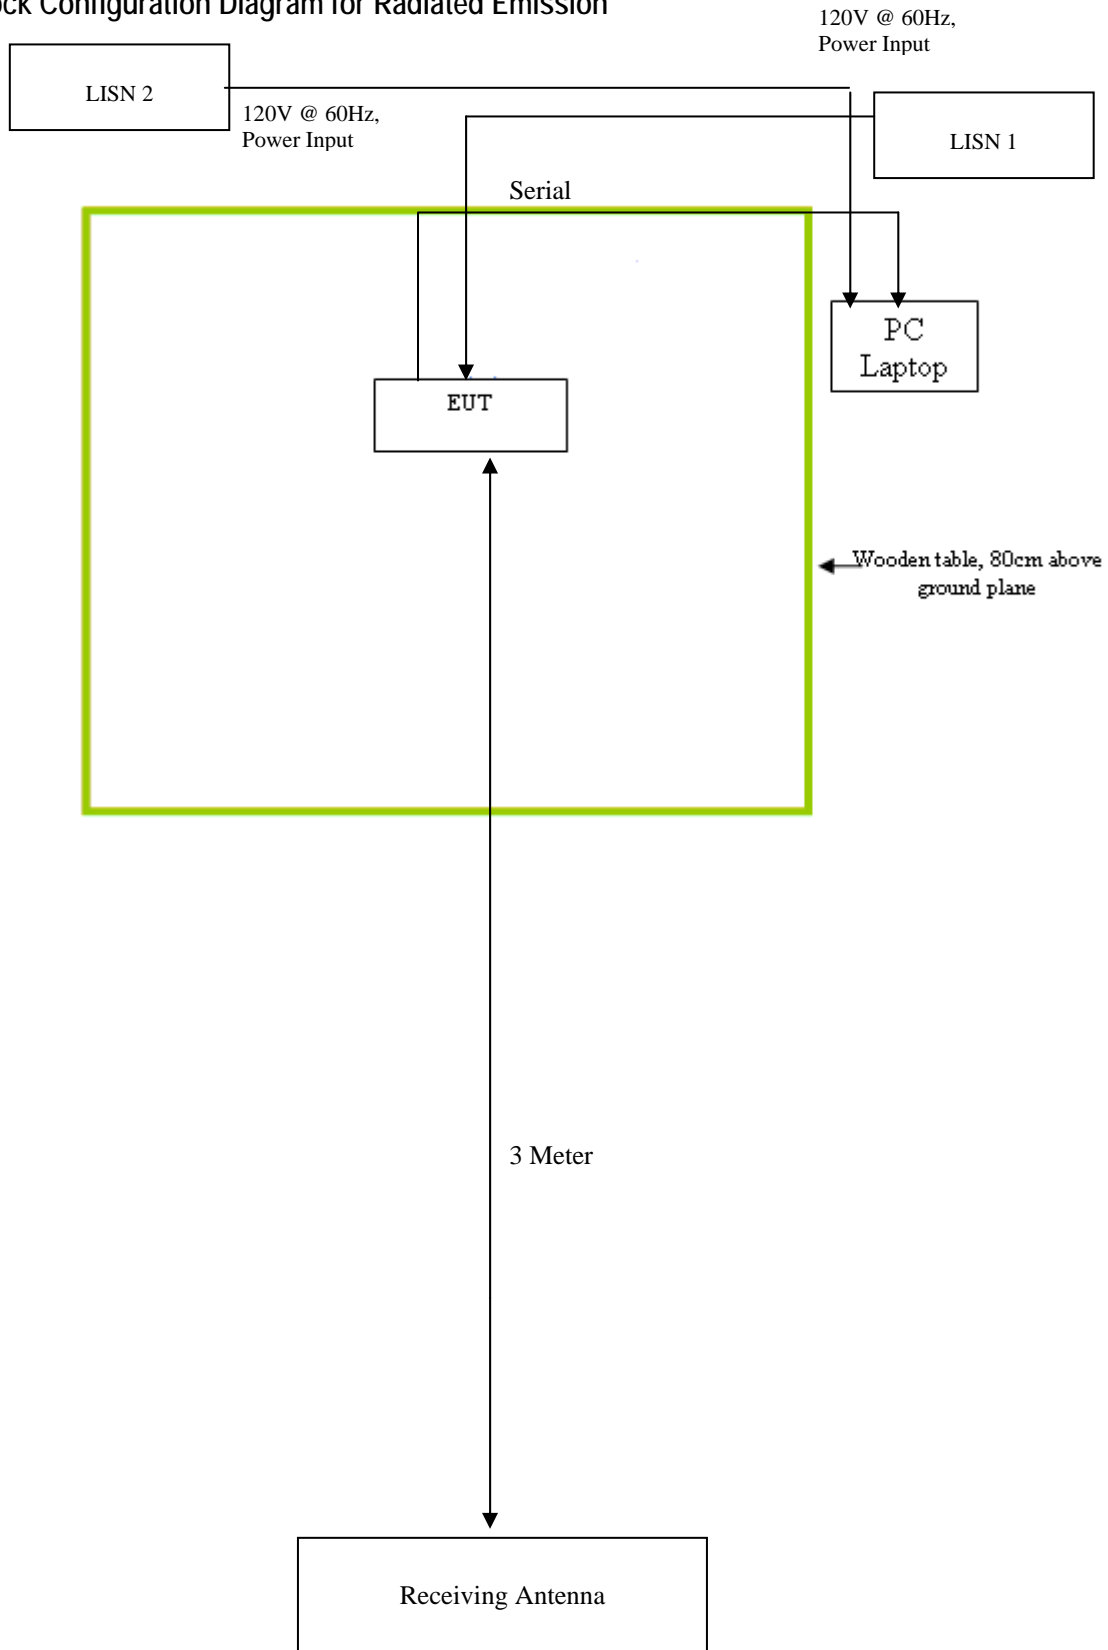 Configuration Diagram for Radiated Emission
120V @ 60Hz,
Power Input
LISN 2
120V @ 60Hz,
Power Input
LISN 1
Serial
PC
Laptop
EUT
Wooden table, 80cm above
ground plane
3 Meter
Receiving Antenna